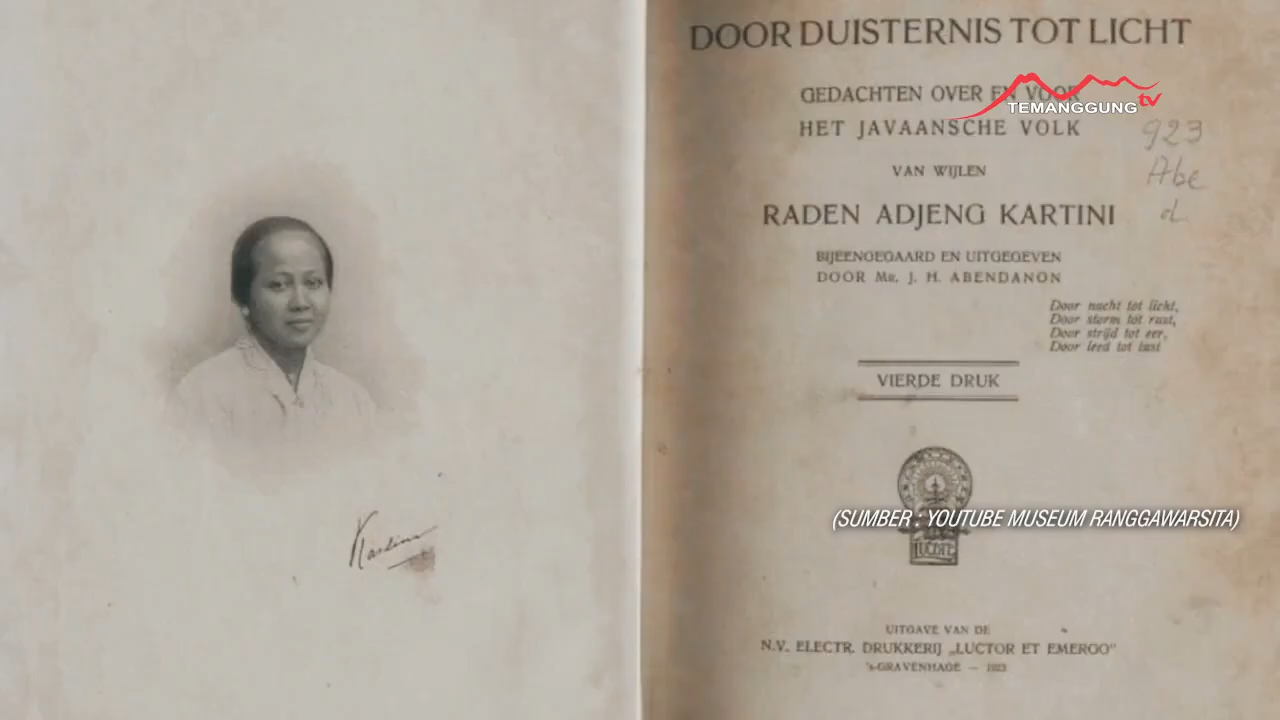 Kartini
DOOR DUISTERNIS TOT LICHT
GEDACHTEN OVER EN VOOR
HET JAVAANSCHE VOLK
TEMANGGUNG tv
923
Abe
d
VAN WIJLEN
RADEN ADJENG KARTINI
BIJEENGEGAARD EN UITGEGEVEN
DOOR Mr. J. H. ABENDANON
Door nacht tot licht,
Door storm tot rust,
Door strijd tot eer,
Door leed tot lust
VIERDE DRUK
(SUMBER : YOUTUBE MUSEUM RANGGAWARSITA)
UITGAVE VAN DE
N.V. ELECTR. DRUKKERIJ „LUCTOR ET EMERGO"
's-GRAVENHAGE — 1923